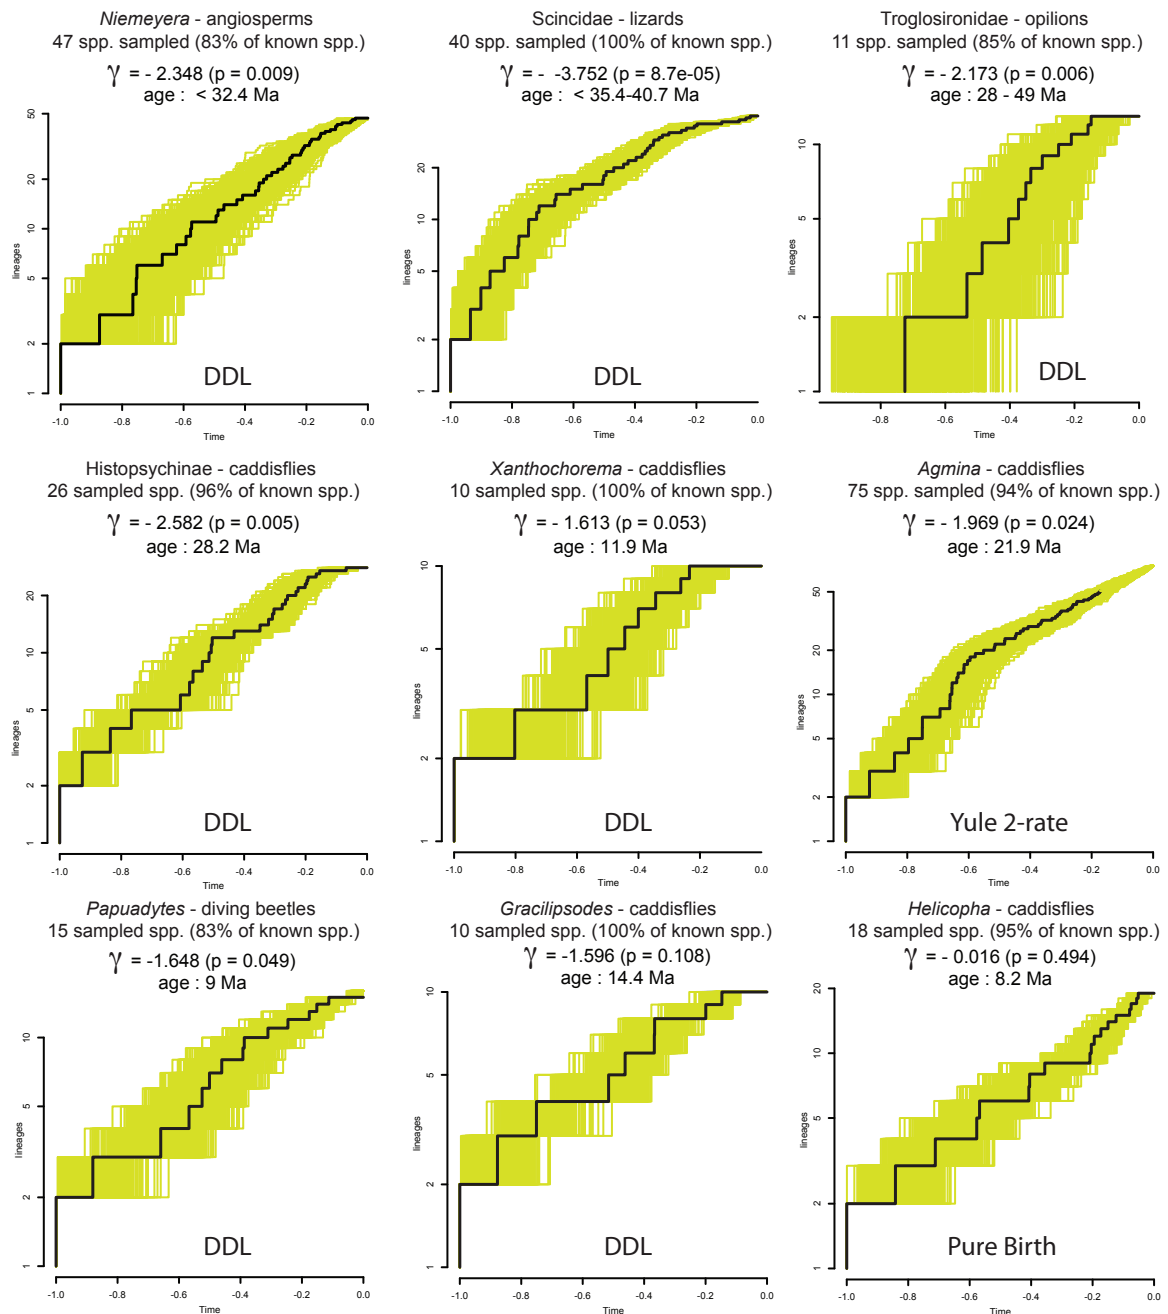 Niemeyera - angiosperms
47 spp. sampled (83% of known spp.)
γ = - 2.348 (p = 0.009)
age : < 32.4 Ma
50
20
10
5
2
1
lineages
DDL
-1.0 -0.8 -0.6 -0.4 -0.2 0.0
Time
Scincidae - lizards
40 spp. sampled (100% of known spp.)
γ = - -3.752 (p = 8.7e-05)
age : < 35.4-40.7 Ma
20
10
5
2
1
lineages
DDL
-1.0 -0.8 -0.6 -0.4 -0.2 0.0
Time
Troglosironidae - opilions
11 spp. sampled (85% of known spp.)
γ = - 2.173 (p = 0.006)
age : 28 - 49 Ma
10
5
2
1
lineages
DDL
-0.8 -0.6 -0.4 -0.2 0.0
Time
Histopsychinae - caddisflies
26 sampled spp. (96% of known spp.)
γ = - 2.582 (p = 0.005)
age : 28.2 Ma
20
10
5
2
1
lineages
DDL
-1.0 -0.8 -0.6 -0.4 -0.2 0.0
Time
Xanthochorema - caddisflies
10 sampled spp. (100% of known spp.)
γ = - 1.613 (p = 0.053)
age : 11.9 Ma
10
5
2
1
lineages
DDL
-1.0 -0.8 -0.6 -0.4 -0.2 0.0
Time
Agmina - caddisflies
75 spp. sampled (94% of known spp.)
γ = - 1.969 (p = 0.024)
age : 21.9 Ma
50
20
10
5
2
1
lineages
Yule 2-rate
-1.0 -0.8 -0.6 -0.4 -0.2 0.0
Time
Papuadytes - diving beetles
15 sampled spp. (83% of known spp.)
γ = -1.648 (p = 0.049)
age : 9 Ma
10
5
2
1
lineages
DDL
-1.0 -0.8 -0.6 -0.4 -0.2 0.0
Time
Gracilipsodes - caddisflies
10 sampled spp. (100% of known spp.)
γ = -1.596 (p = 0.108)
age : 14.4 Ma
10
5
2
1
lineages
DDL
-1.0 -0.8 -0.6 -0.4 -0.2 0.0
Time
Helicopha - caddisflies
18 sampled spp. (95% of known spp.)
γ = - 0.016 (p = 0.494)
age : 8.2 Ma
20
10
5
2
1
lineages
Pure Birth
-1.0 -0.8 -0.6 -0.4 -0.2 0.0
Time